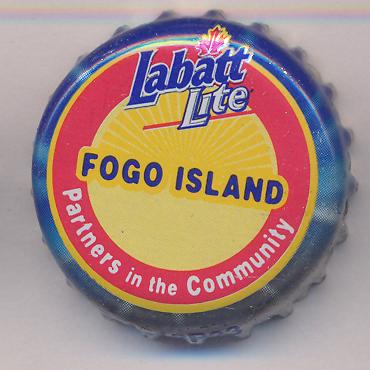 Labatt
Lite
FOGO ISLAND
Partners in the Community